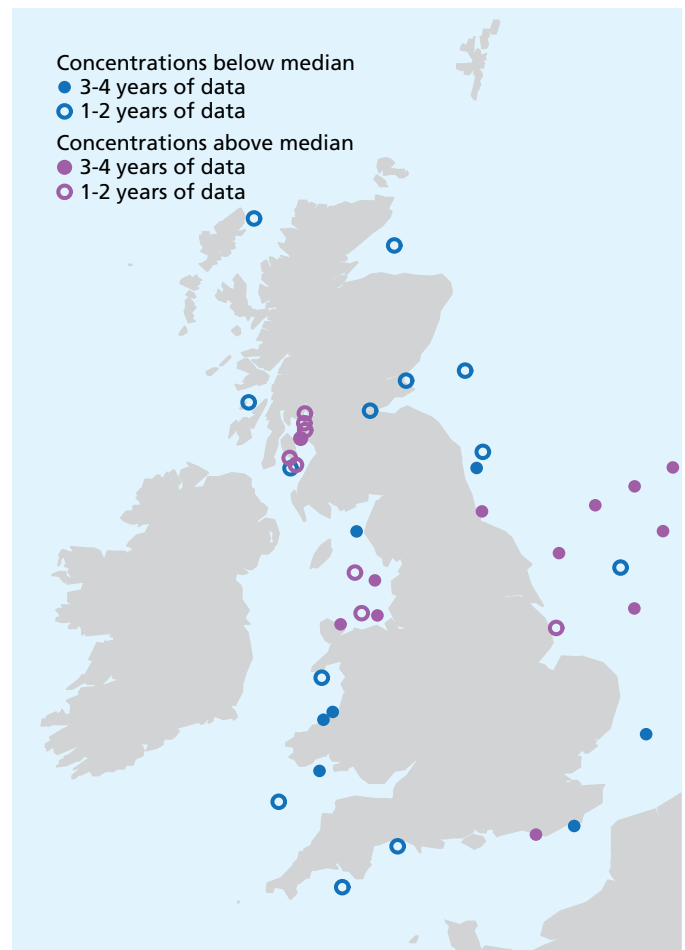 Concentrations below median
3-4 years of data
1-2 years of data
Concentrations above median
3-4 years of data
1-2 years of data